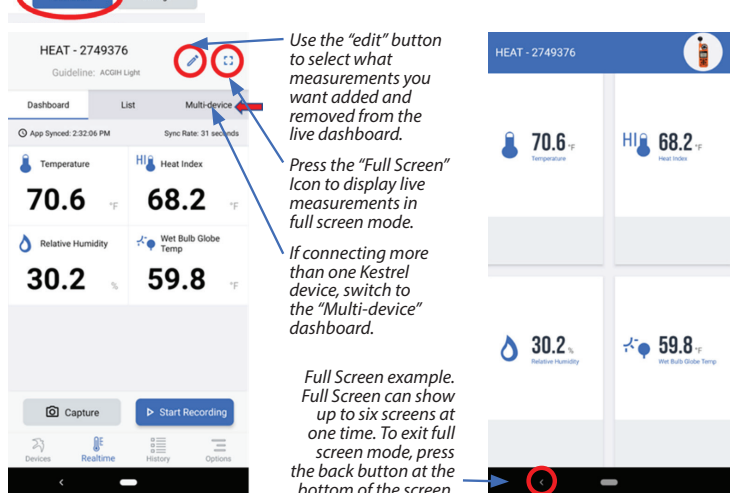 HEAT - 2749376
Guideline: ACGIH Light
Dashboard List Multi-device
App Synced: 2:32:06 PM Sync Rate: 31 seconds
Temperature
70.6 °F
HI Heat Index
68.2 °F
Relative Humidity
30.2 %
Wet Bulb Globe
Temp
59.8 °F
Capture Start Recording
Devices Realtime History Options
Use the “edit” button
to select what
measurements you
want added and
removed from the
live dashboard.
Press the “Full Screen”
Icon to display live
measurements in
full screen mode.
If connecting more
than one Kestrel
device, switch to
the “Multi-device”
dashboard.
Full Screen example.
Full Screen can show
up to six screens at
one time. To exit full
screen mode, press
the back button at the
bottom of the screen.
HEAT - 2749376
70.6 °F
Temperature
HI 68.2 °F
Heat Index
30.2 %
Relative Humidity
59.8 °F
Wet Bulb Globe Temp